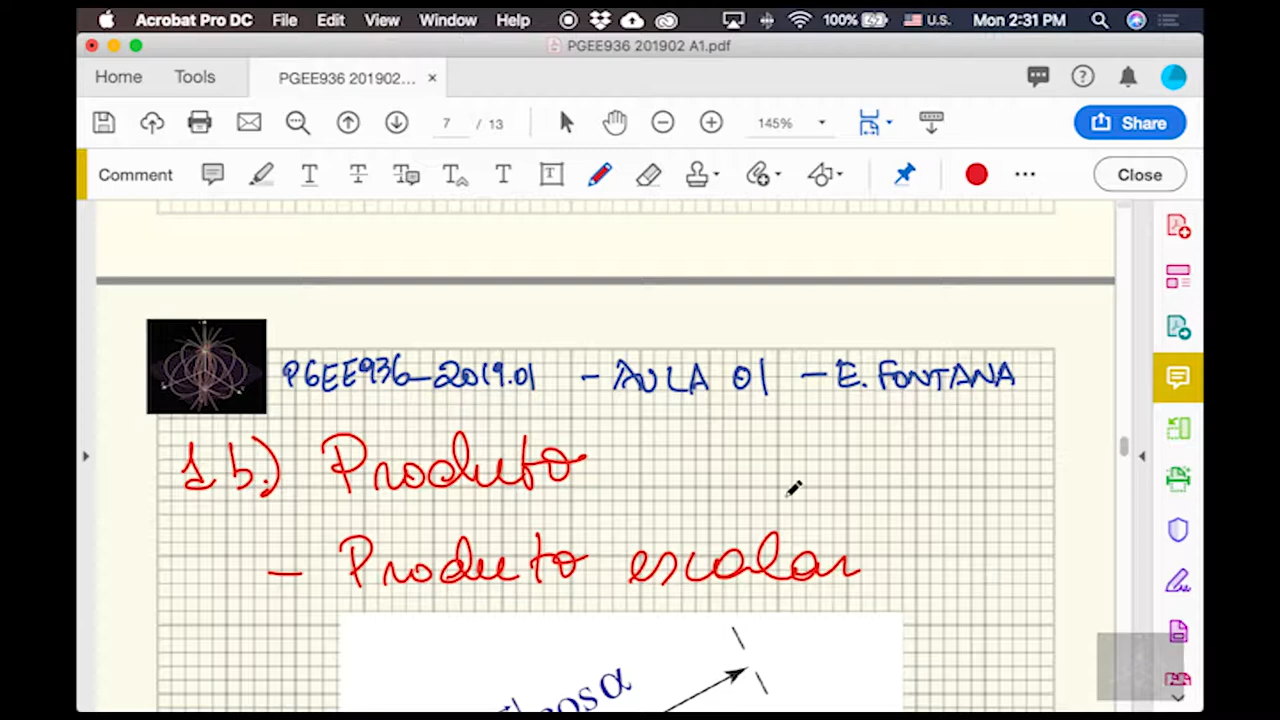 Acrobat Pro DC File Edit View Window Help 100% U.S. Mon 2:31 PM
PGEE936 201902 A1.pdf
Home Tools PGEE936 201902... ×
7 / 13 145% Share
Comment Close
PGEE936-2019.01 - AULA 01 - E. FONTANA
1.b.) Produto
- Produto escalar
cos α